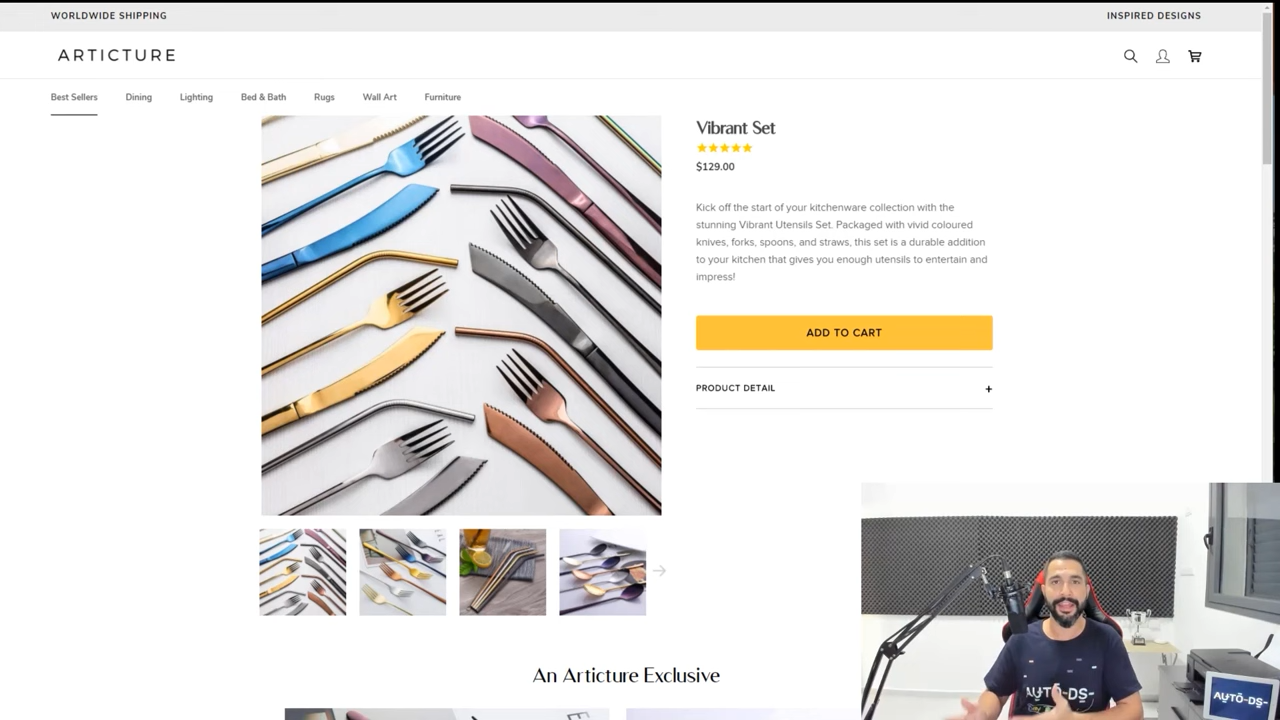 WORLDWIDE SHIPPING
INSPIRED DESIGNS
ARTICTURE
Best Sellers
Dining
Lighting
Bed & Bath
Rugs
Wall Art
Furniture
Vibrant Set
$129.00
Kick off the start of your kitchenware collection with the
stunning Vibrant Utensils Set. Packaged with vivid coloured
knives, forks, spoons, and straws, this set is a durable addition
to your kitchen that gives you enough utensils to entertain and
impress!
ADD TO CART
PRODUCT DETAIL
+
An Articture Exclusive
AUTO-DS-
AUTO-DS-